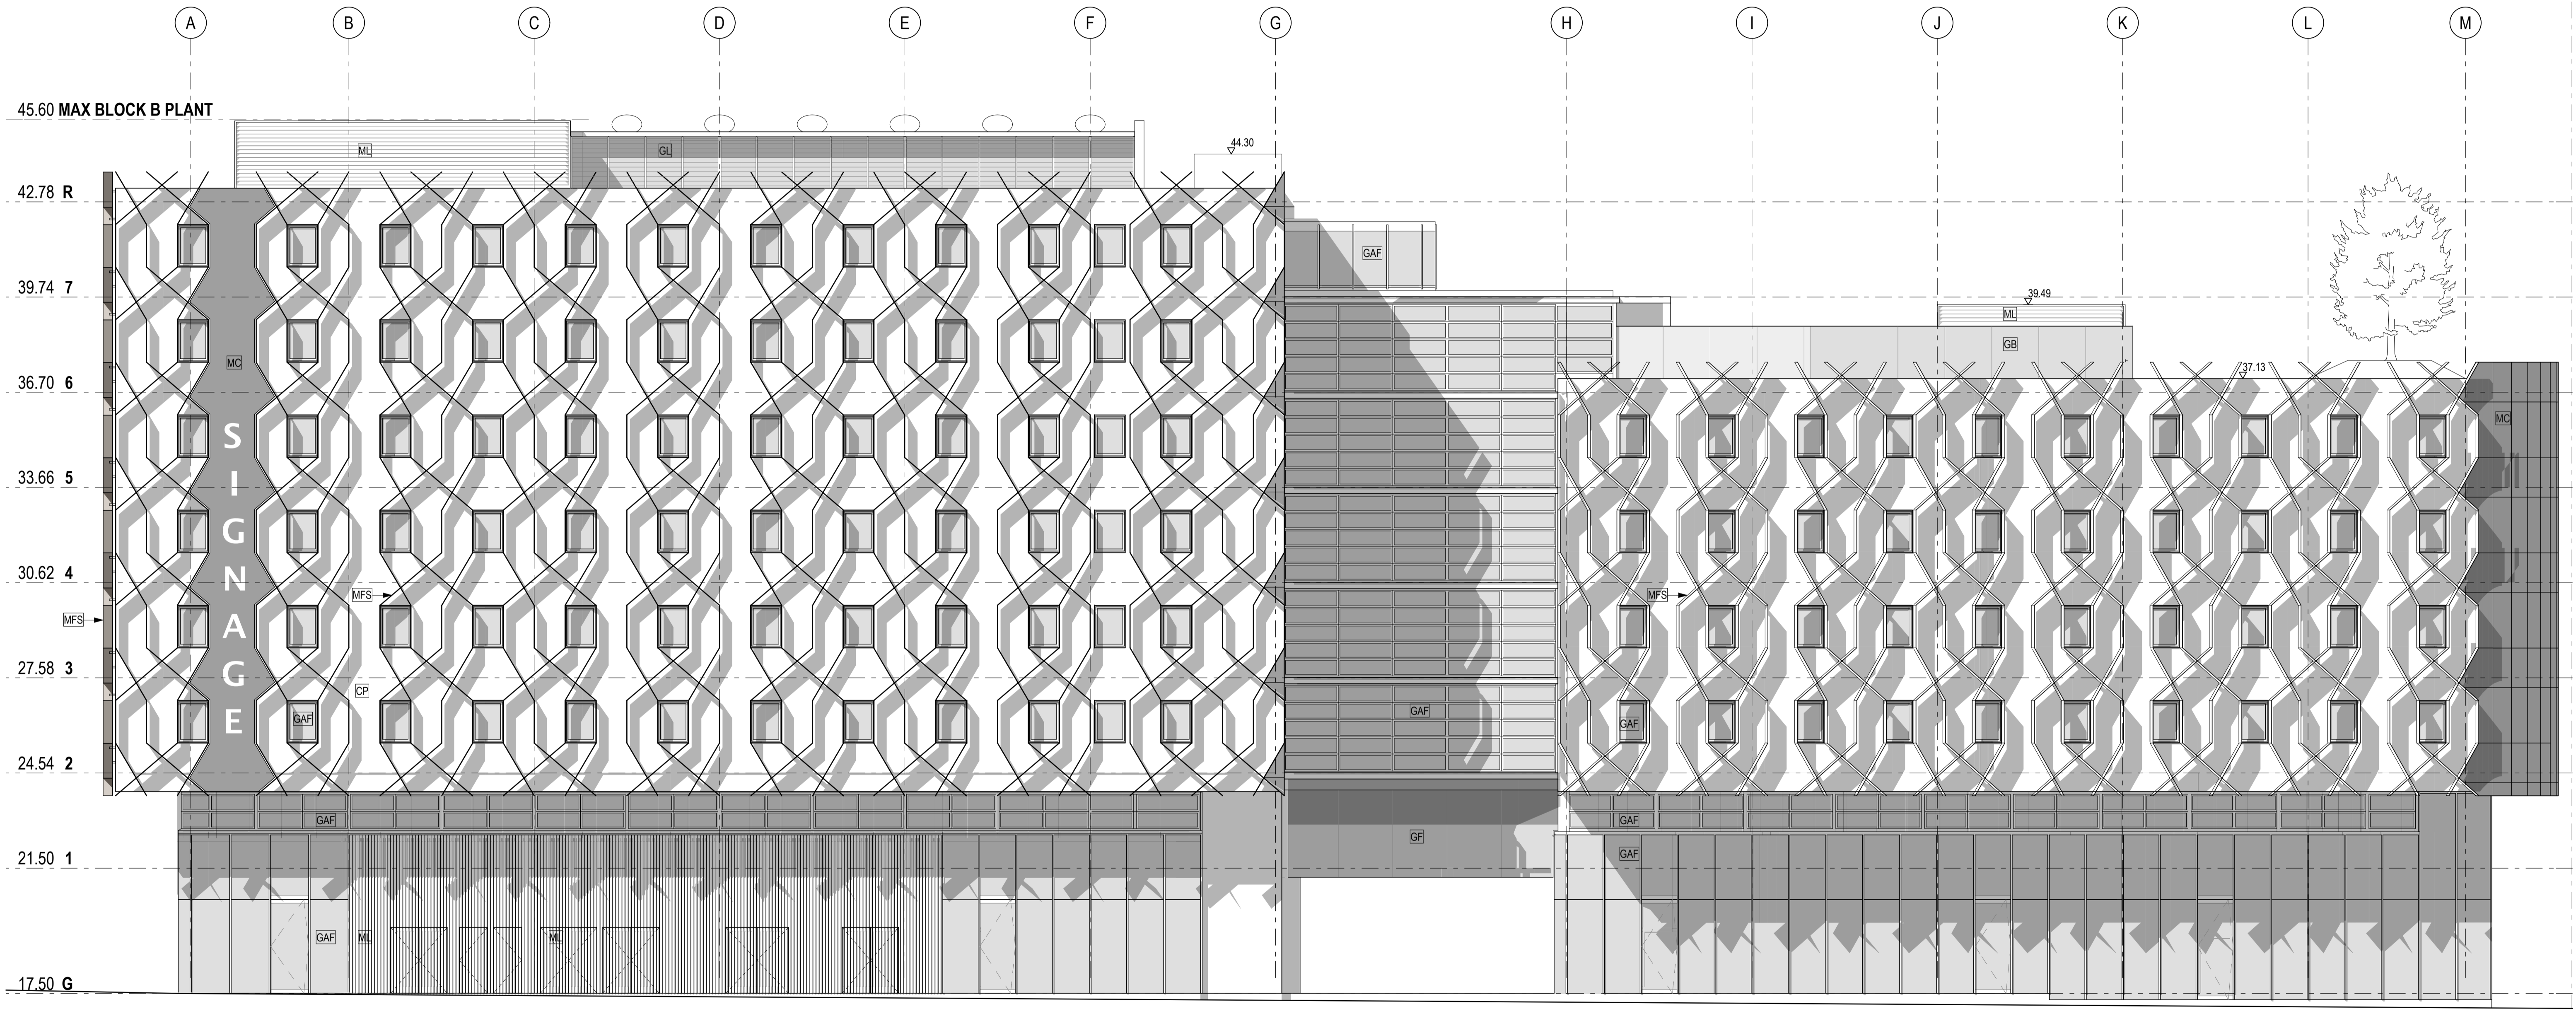 A B C D E F G H I J K L M
45.60 MAX BLOCK B PLANT
ML
GL
44.30
42.78 R
GAF
39.74 7
39.49
ML
GB
MC
37.13
36.70 6
MC
SIGNAGE
33.66 5
30.62 4
MFS
MFS
MFS
27.58 3
CP
GAF
GAF
GAF
24.54 2
GAF
GAF
GF
21.50 1
GAF
GAF
ML
ML
17.50 G